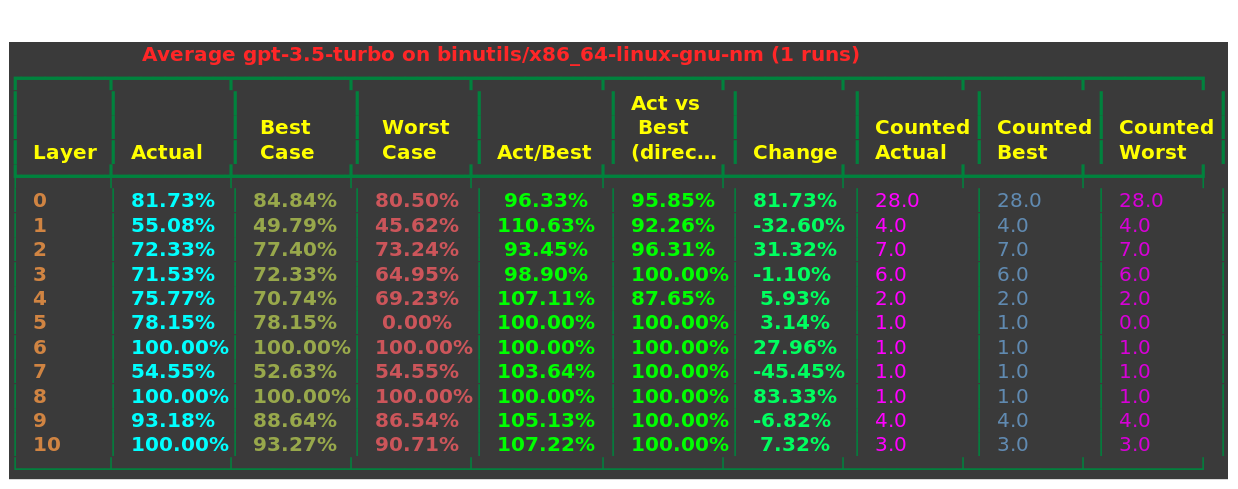 Average gpt-3.5-turbo on binutils/x86_64-linux-gnu-nm (1 runs)
Act vs
Best Worst Best Counted Counted Counted
Layer Actual Case Case Act/Best (direc… Change Actual Best Worst
0 81.73% 84.84% 80.50% 96.33% 95.85% 81.73% 28.0 28.0 28.0
1 55.08% 49.79% 45.62% 110.63% 92.26% -32.60% 4.0 4.0 4.0
2 72.33% 77.40% 73.24% 93.45% 96.31% 31.32% 7.0 7.0 7.0
3 71.53% 72.33% 64.95% 98.90% 100.00% -1.10% 6.0 6.0 6.0
4 75.77% 70.74% 69.23% 107.11% 87.65% 5.93% 2.0 2.0 2.0
5 78.15% 78.15% 0.00% 100.00% 100.00% 3.14% 1.0 1.0 0.0
6 100.00% 100.00% 100.00% 100.00% 100.00% 27.96% 1.0 1.0 1.0
7 54.55% 52.63% 54.55% 103.64% 100.00% -45.45% 1.0 1.0 1.0
8 100.00% 100.00% 100.00% 100.00% 100.00% 83.33% 1.0 1.0 1.0
9 93.18% 88.64% 86.54% 105.13% 100.00% -6.82% 4.0 4.0 4.0
10 100.00% 93.27% 90.71% 107.22% 100.00% 7.32% 3.0 3.0 3.0